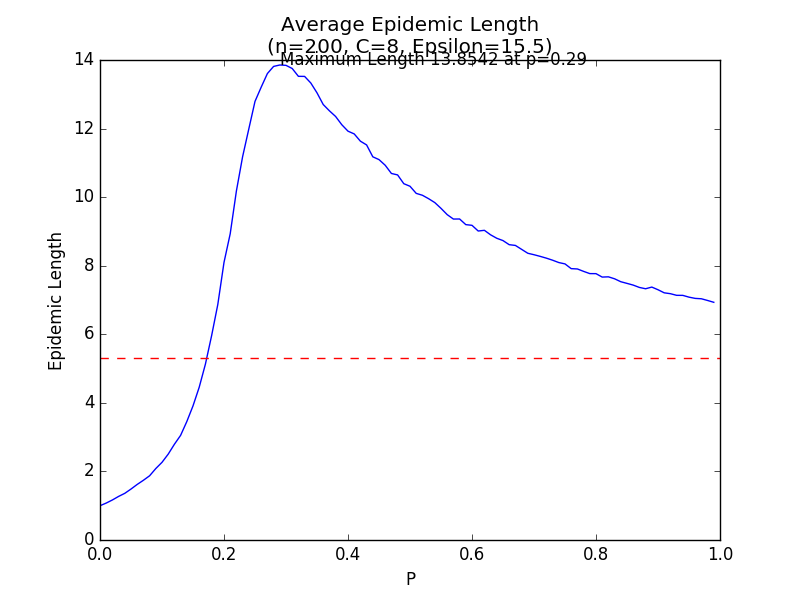 Average Epidemic Length
(n=200, C=8, Epsilon=15.5)
Maximum Length 13.8542 at p=0.29
14
12
10
8
6
4
2
0
Epidemic Length
0.0 0.2 0.4 0.6 0.8 1.0
P